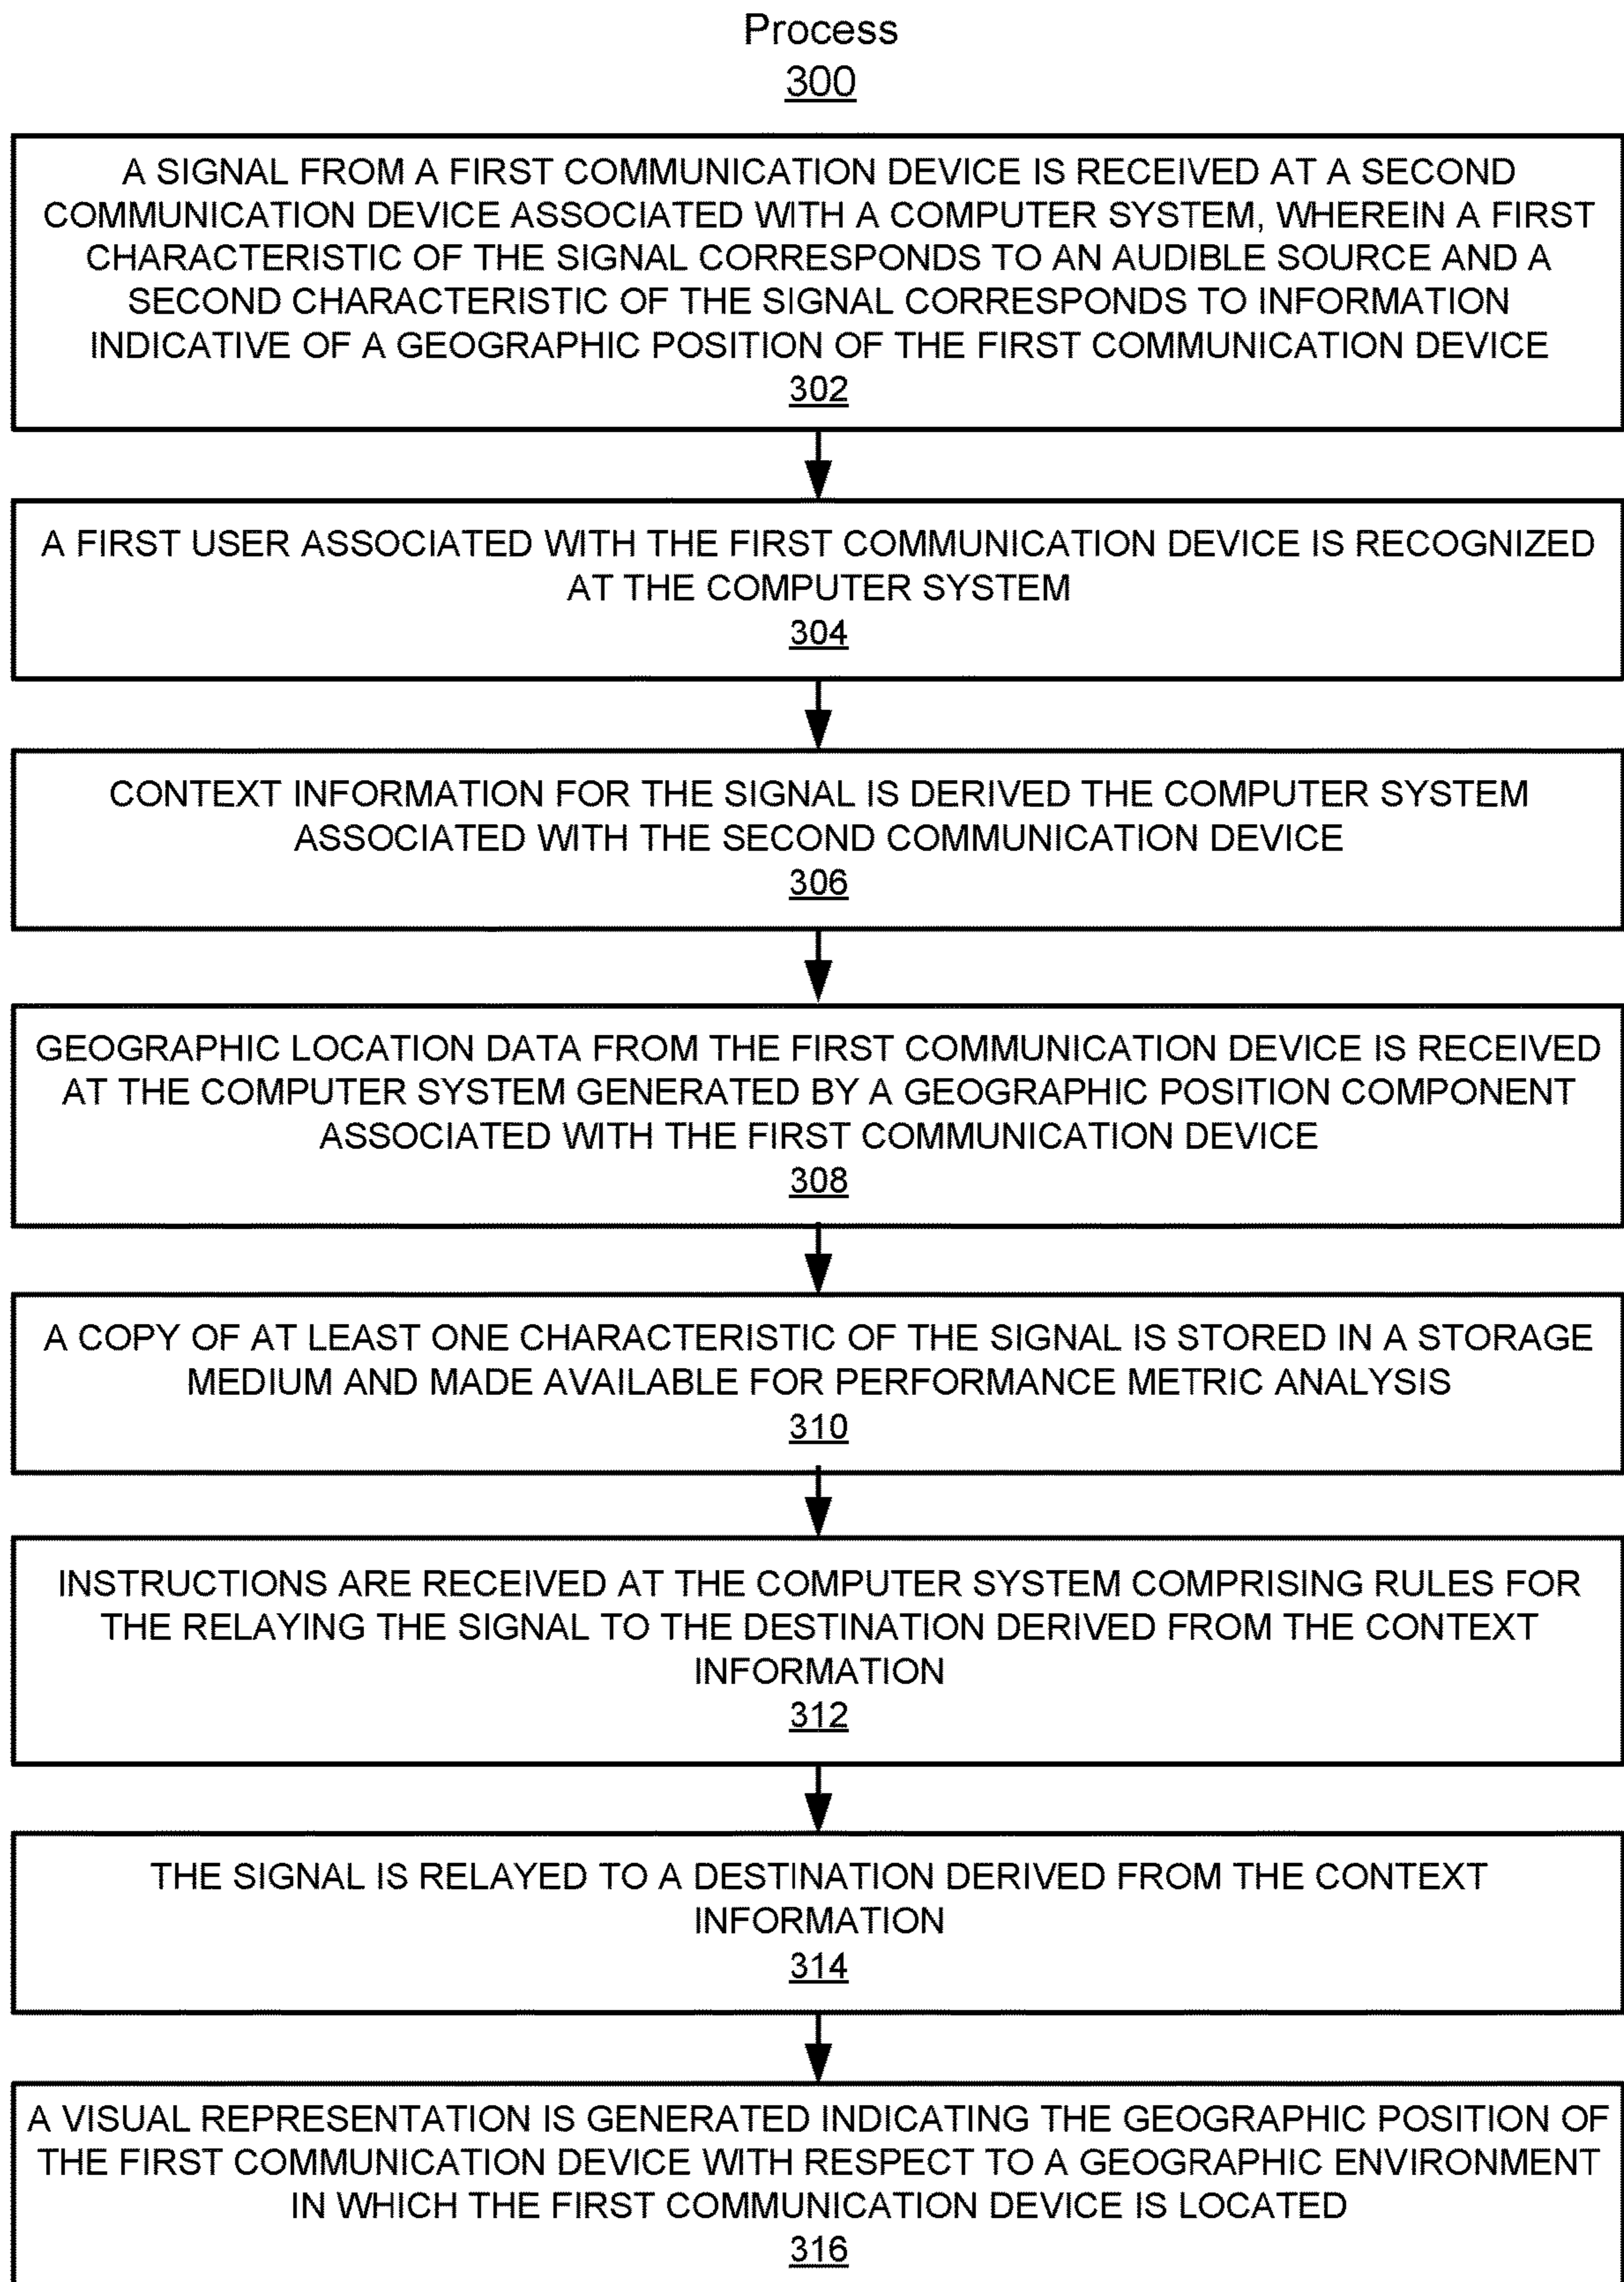 Process
300
A SIGNAL FROM A FIRST COMMUNICATION DEVICE IS RECEIVED AT A SECOND
COMMUNICATION DEVICE ASSOCIATED WITH A COMPUTER SYSTEM, WHEREIN A FIRST
CHARACTERISTIC OF THE SIGNAL CORRESPONDS TO AN AUDIBLE SOURCE AND A
SECOND CHARACTERISTIC OF THE SIGNAL CORRESPONDS TO INFORMATION
INDICATIVE OF A GEOGRAPHIC POSITION OF THE FIRST COMMUNICATION DEVICE
302
A FIRST USER ASSOCIATED WITH THE FIRST COMMUNICATION DEVICE IS RECOGNIZED
AT THE COMPUTER SYSTEM
304
CONTEXT INFORMATION FOR THE SIGNAL IS DERIVED THE COMPUTER SYSTEM
ASSOCIATED WITH THE SECOND COMMUNICATION DEVICE
306
GEOGRAPHIC LOCATION DATA FROM THE FIRST COMMUNICATION DEVICE IS RECEIVED
AT THE COMPUTER SYSTEM GENERATED BY A GEOGRAPHIC POSITION COMPONENT
ASSOCIATED WITH THE FIRST COMMUNICATION DEVICE
308
A COPY OF AT LEAST ONE CHARACTERISTIC OF THE SIGNAL IS STORED IN A STORAGE
MEDIUM AND MADE AVAILABLE FOR PERFORMANCE METRIC ANALYSIS
310
INSTRUCTIONS ARE RECEIVED AT THE COMPUTER SYSTEM COMPRISING RULES FOR
THE RELAYING THE SIGNAL TO THE DESTINATION DERIVED FROM THE CONTEXT
INFORMATION
312
THE SIGNAL IS RELAYED TO A DESTINATION DERIVED FROM THE CONTEXT
INFORMATION
314
A VISUAL REPRESENTATION IS GENERATED INDICATING THE GEOGRAPHIC POSITION OF
THE FIRST COMMUNICATION DEVICE WITH RESPECT TO A GEOGRAPHIC ENVIRONMENT
IN WHICH THE FIRST COMMUNICATION DEVICE IS LOCATED
316